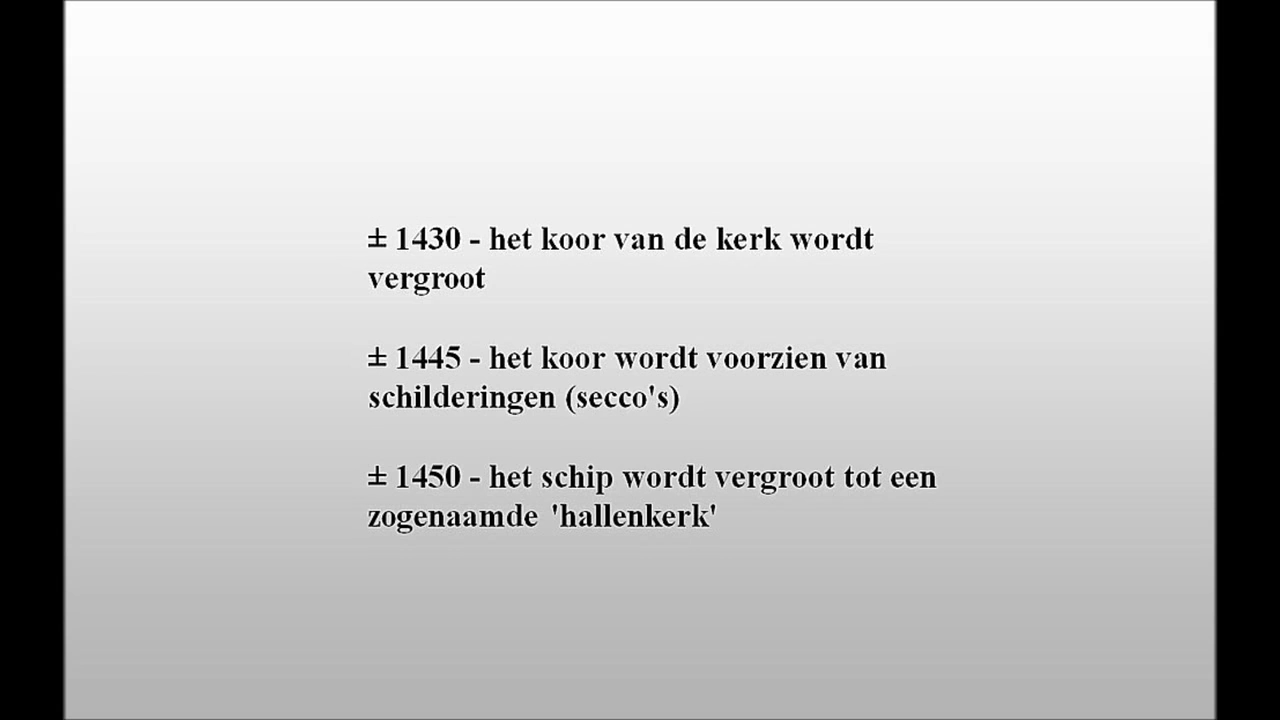 ± 1430 - het koor van de kerk wordt
vergroot
± 1445 - het koor wordt voorzien van
schilderingen (secco's)
± 1450 - het schip wordt vergroot tot een
zogenaamde 'hallenkerk'